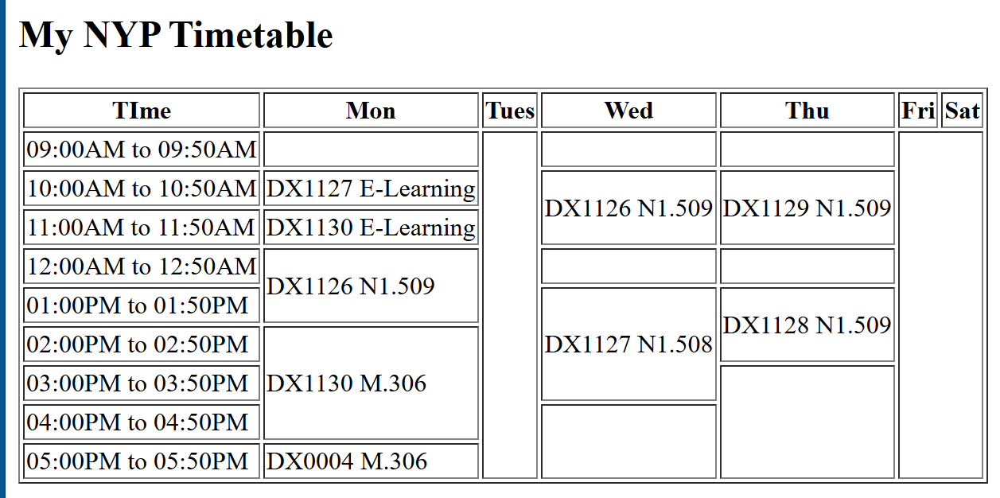 My NYP Timetable
TIme Mon Tues Wed Thu Fri Sat
09:00AM to 09:50AM
10:00AM to 10:50AM DX1127 E-Learning DX1126 N1.509 DX1129 N1.509
11:00AM to 11:50AM DX1130 E-Learning
12:00AM to 12:50AM DX1126 N1.509
01:00PM to 01:50PM DX1127 N1.508 DX1128 N1.509
02:00PM to 02:50PM DX1130 M.306
03:00PM to 03:50PM
04:00PM to 04:50PM
05:00PM to 05:50PM DX0004 M.306